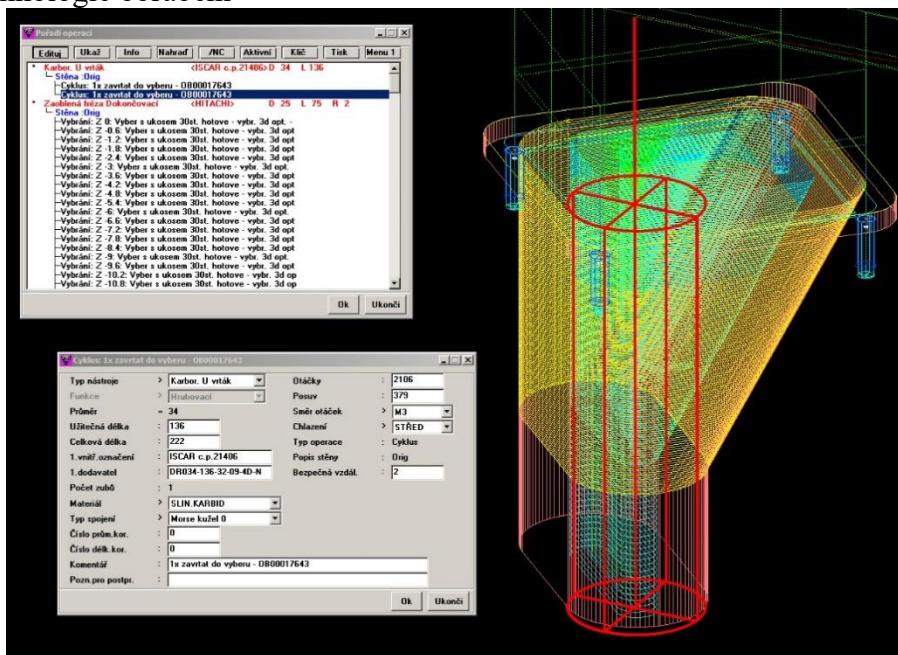 Pořadí operací
Edituj Ukaž Info Nahraď /NC Aktivní Klíč Tisk Menu 1
* Karbor. U vrták <ISCAR c.p.21406> D 34 L 136
Stěna :Orig
Cyklus: 1x zavrtat do vyberu - OB00017643
Cyklus: 1x zavrtat do vyberu - OB00017643
* Zaoblená fréza Dokončovací <HITACHI> D 25 L 75 R 2
Stěna :Orig
Vybrání: Z 0: Vyber s ukosem 30st. hotove - vybr. 3d opt. -
Vybrání: Z -0.6: Vyber s ukosem 30st. hotove - vybr. 3d opt
Vybrání: Z -1.2: Vyber s ukosem 30st. hotove - vybr. 3d opt
Vybrání: Z -1.8: Vyber s ukosem 30st. hotove - vybr. 3d opt
Vybrání: Z -2.4: Vyber s ukosem 30st. hotove - vybr. 3d opt
Vybrání: Z -3: Vyber s ukosem 30st. hotove - vybr. 3d opt.
Vybrání: Z -3.6: Vyber s ukosem 30st. hotove - vybr. 3d opt
Vybrání: Z -4.2: Vyber s ukosem 30st. hotove - vybr. 3d opt
Vybrání: Z -4.8: Vyber s ukosem 30st. hotove - vybr. 3d opt
Vybrání: Z -5.4: Vyber s ukosem 30st. hotove - vybr. 3d opt
Vybrání: Z -6: Vyber s ukosem 30st. hotove - vybr. 3d opt.
Vybrání: Z -6.6: Vyber s ukosem 30st. hotove - vybr. 3d opt
Vybrání: Z -7.2: Vyber s ukosem 30st. hotove - vybr. 3d opt
Vybrání: Z -7.8: Vyber s ukosem 30st. hotove - vybr. 3d opt
Vybrání: Z -8.4: Vyber s ukosem 30st. hotove - vybr. 3d opt
Vybrání: Z -9: Vyber s ukosem 30st. hotove - vybr. 3d opt.
Vybrání: Z -9.6: Vyber s ukosem 30st. hotove - vybr. 3d opt
Vybrání: Z -10.2: Vyber s ukosem 30st. hotove - vybr. 3d op
Vybrání: Z -10.8: Vyber s ukosem 30st. hotove - vybr. 3d op
Ok Ukonči
Cyklus: 1x zavrtat do vyberu - OB00017643
Typ nástroje > Karbor. U vrták Otáčky : 2106
Funkce > Hrubovací Posuv : 379
Průměr = 34 Směr otáček > M3
Užitečná délka : 136 Chlazení > STŘED
Celková délka : 222 Typ operace : Cyklus
1.vnitř.označení : ISCAR c.p.21406 Popis stěny : Orig
1.dodavatel : DR034-136-32-09-4D-N Bezpečná vzdál. : 2
Počet zubů : 1
Materiál > SLIN.KARBID
Typ spojení > Morse kužel 0
Číslo prům.kor. : 0
Číslo délk.kor. : 0
Komentář : 1x zavrtat do vyberu - OB00017643
Pozn.pro postpr. :
Ok Ukonči